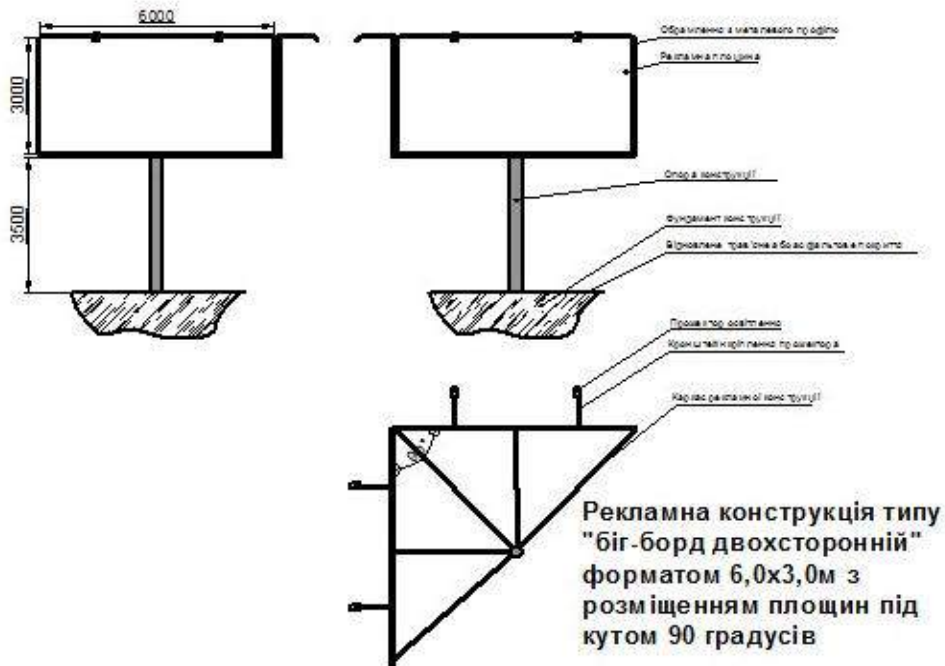 6000
3000
3500
Обрамлення з металевого профілю
Рекламна площина
Опора конструкції
Фундамент конструкції
Відновлене трав'яне або асфальтове покриття
Прожектор освітлення
Кронштейн кріплення прожектора
Каркас рекламної конструкції
Рекламна конструкція типу
"біг-борд двохсторонній"
форматом 6,0х3,0м з
розміщенням площин під
кутом 90 градусів